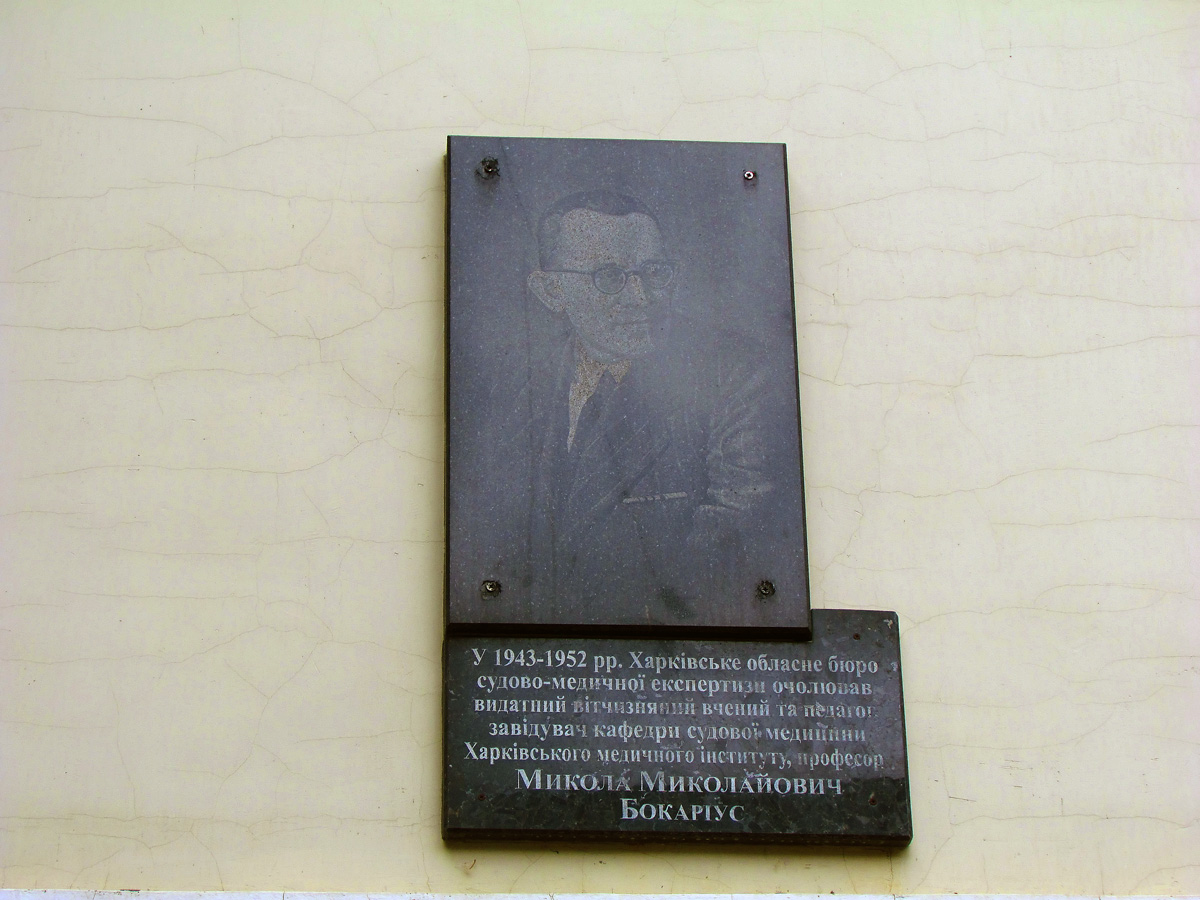 У 1943-1952 рр. Харківське обласне бюро
судово-медичної експертизи очолював
видатний вітчизняний вчений та педагог,
завідувач кафедри судової медицини
Харківського медичного інституту, професор
Микола Миколайович
Бокаріус